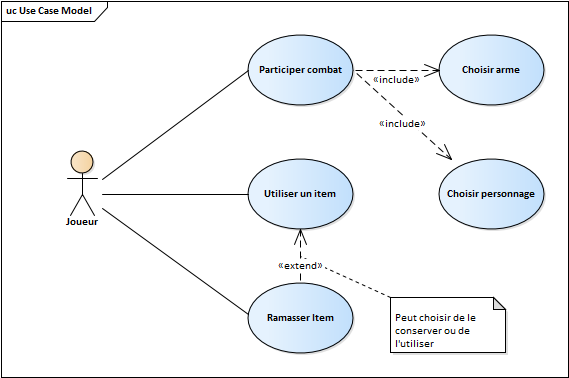 uc Use Case Model
Participer combat
«include»
Choisir arme
«include»
Joueur
Utiliser un item
Choisir personnage
«extend»
Ramasser Item
Peut choisir de le
conserver ou de
l'utiliser